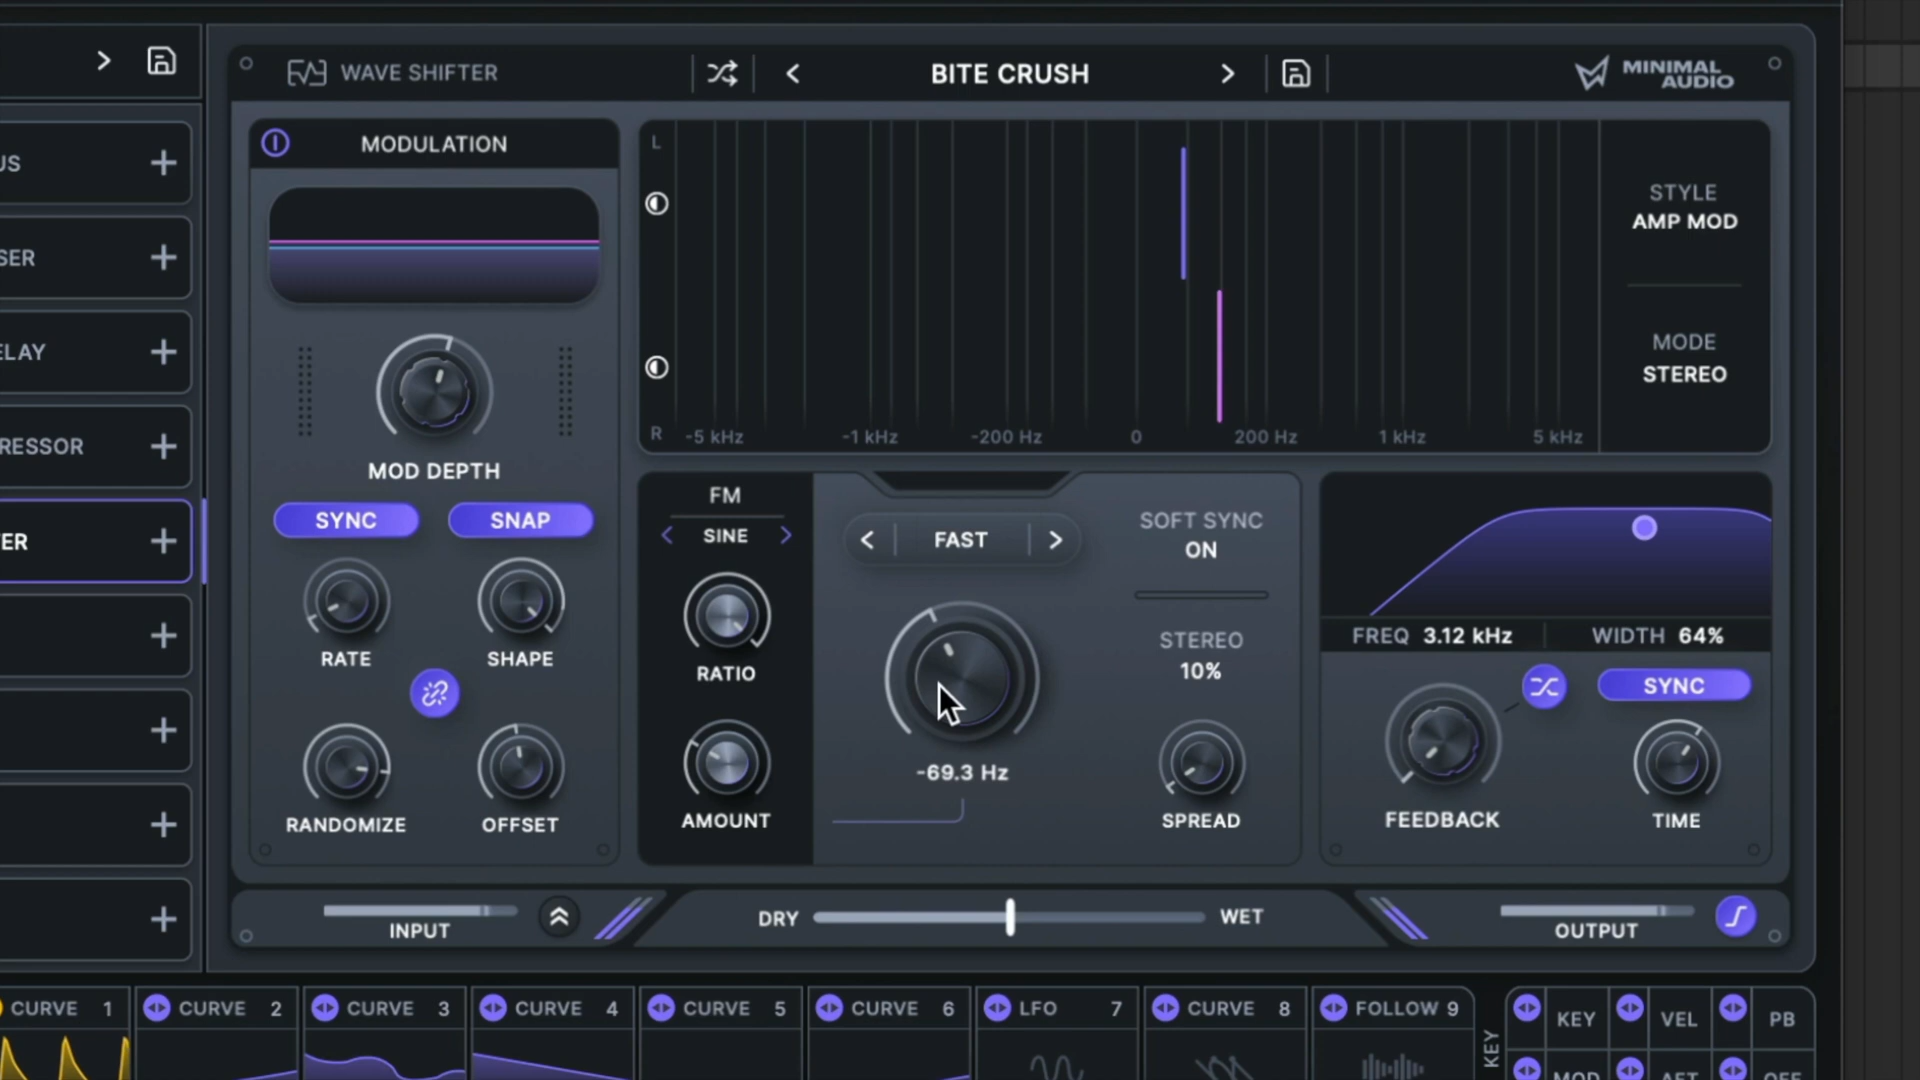 WAVE SHIFTER
BITE CRUSH
MINIMAL
AUDIO
US
SER
ELAY
RESSOR
ER
MODULATION
MOD DEPTH
SYNC SNAP
RATE SHAPE
RANDOMIZE OFFSET
L
R -5 kHz -1 kHz -200 Hz 0 200 Hz 1 kHz 5 kHz
STYLE
AMP MOD
MODE
STEREO
FM
SINE
RATIO
AMOUNT
FAST
-69.3 Hz
SOFT SYNC
ON
STEREO
10%
SPREAD
FREQ 3.12 kHz WIDTH 64%
SYNC
FEEDBACK TIME
INPUT
DRY WET
OUTPUT
CURVE 1 CURVE 2 CURVE 3 CURVE 4 CURVE 5 CURVE 6 LFO 7 CURVE 8 FOLLOW 9
KEY
KEY VEL PB
MOD AFT OFF